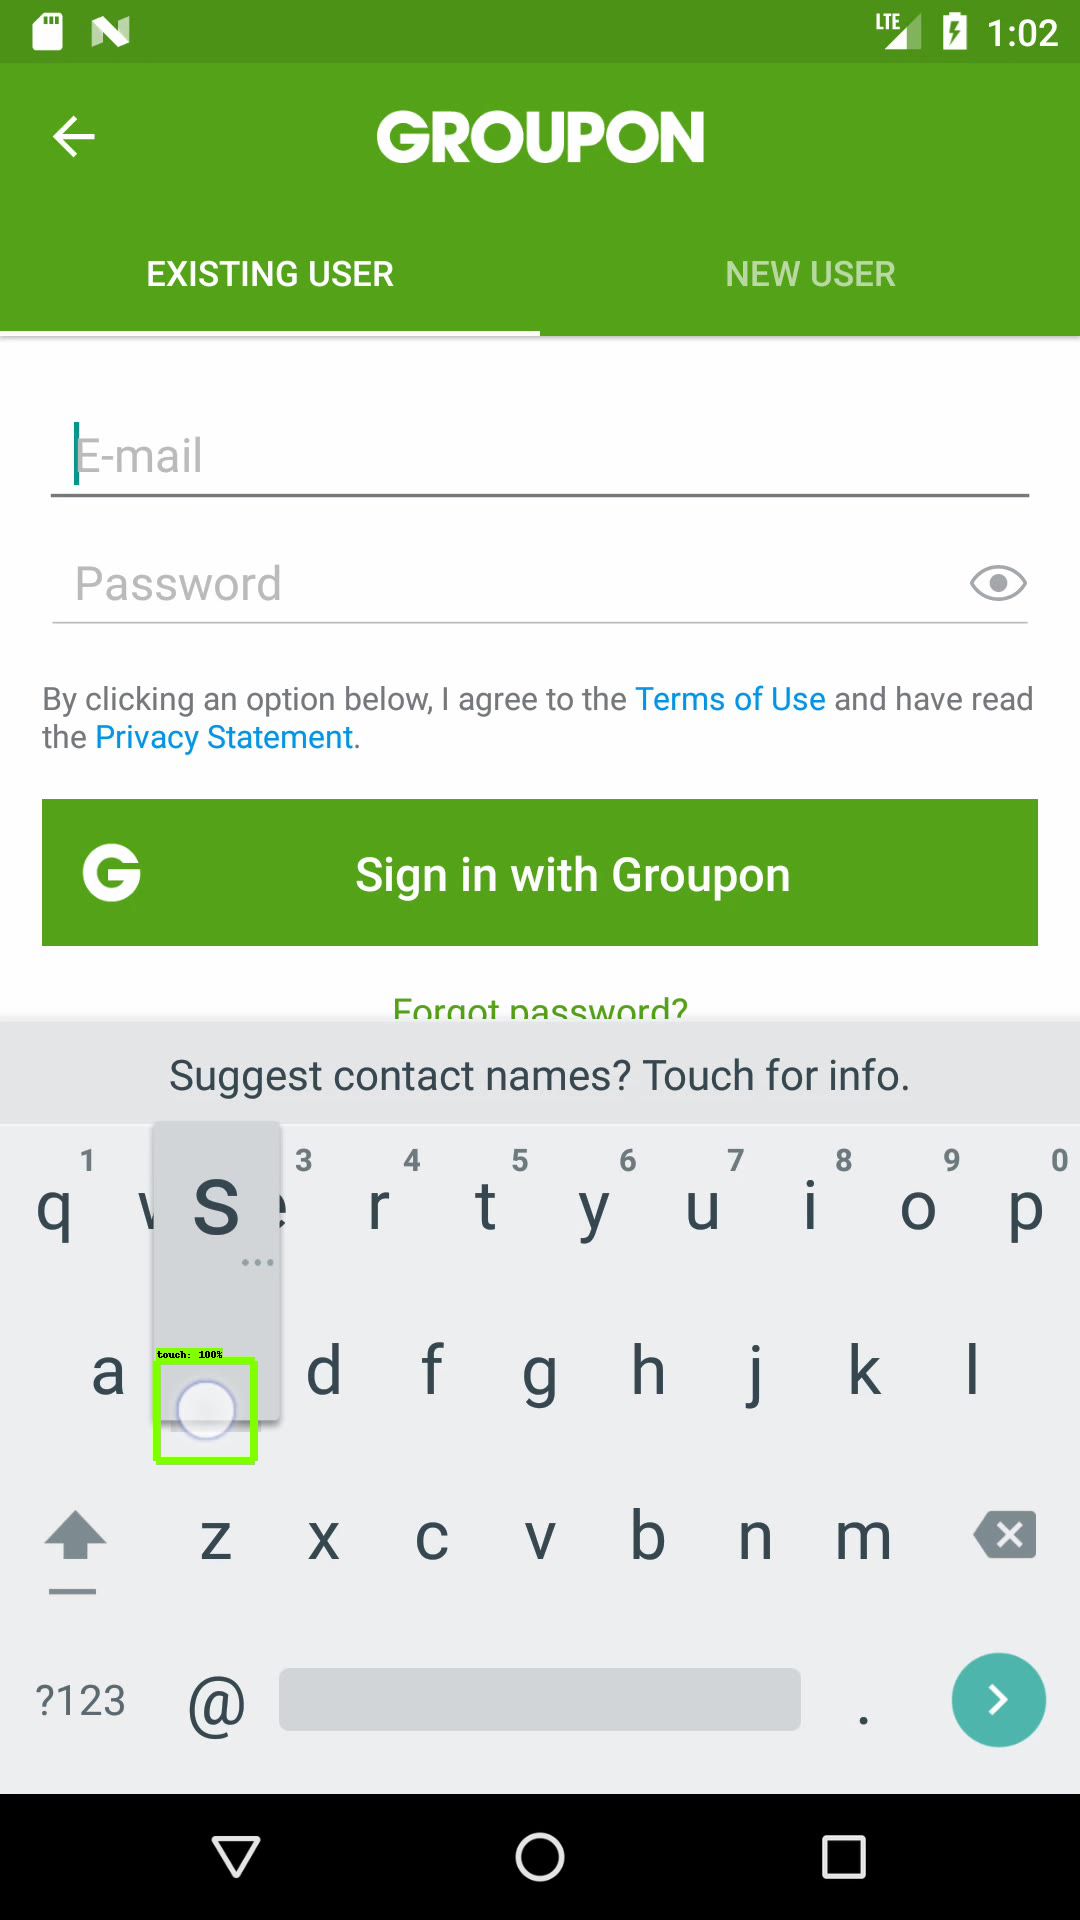 LTE 1:02
GROUPON
EXISTING USER NEW USER
E-mail
Password
By clicking an option below, I agree to the Terms of Use and have read
the Privacy Statement.
G Sign in with Groupon
Forgot password?
Suggest contact names? Touch for info.
1 3 4 5 6 7 8 9 0
q w s e r t y u i o p
touch: 100%
a d f g h j k l
z x c v b n m
?123 @ .